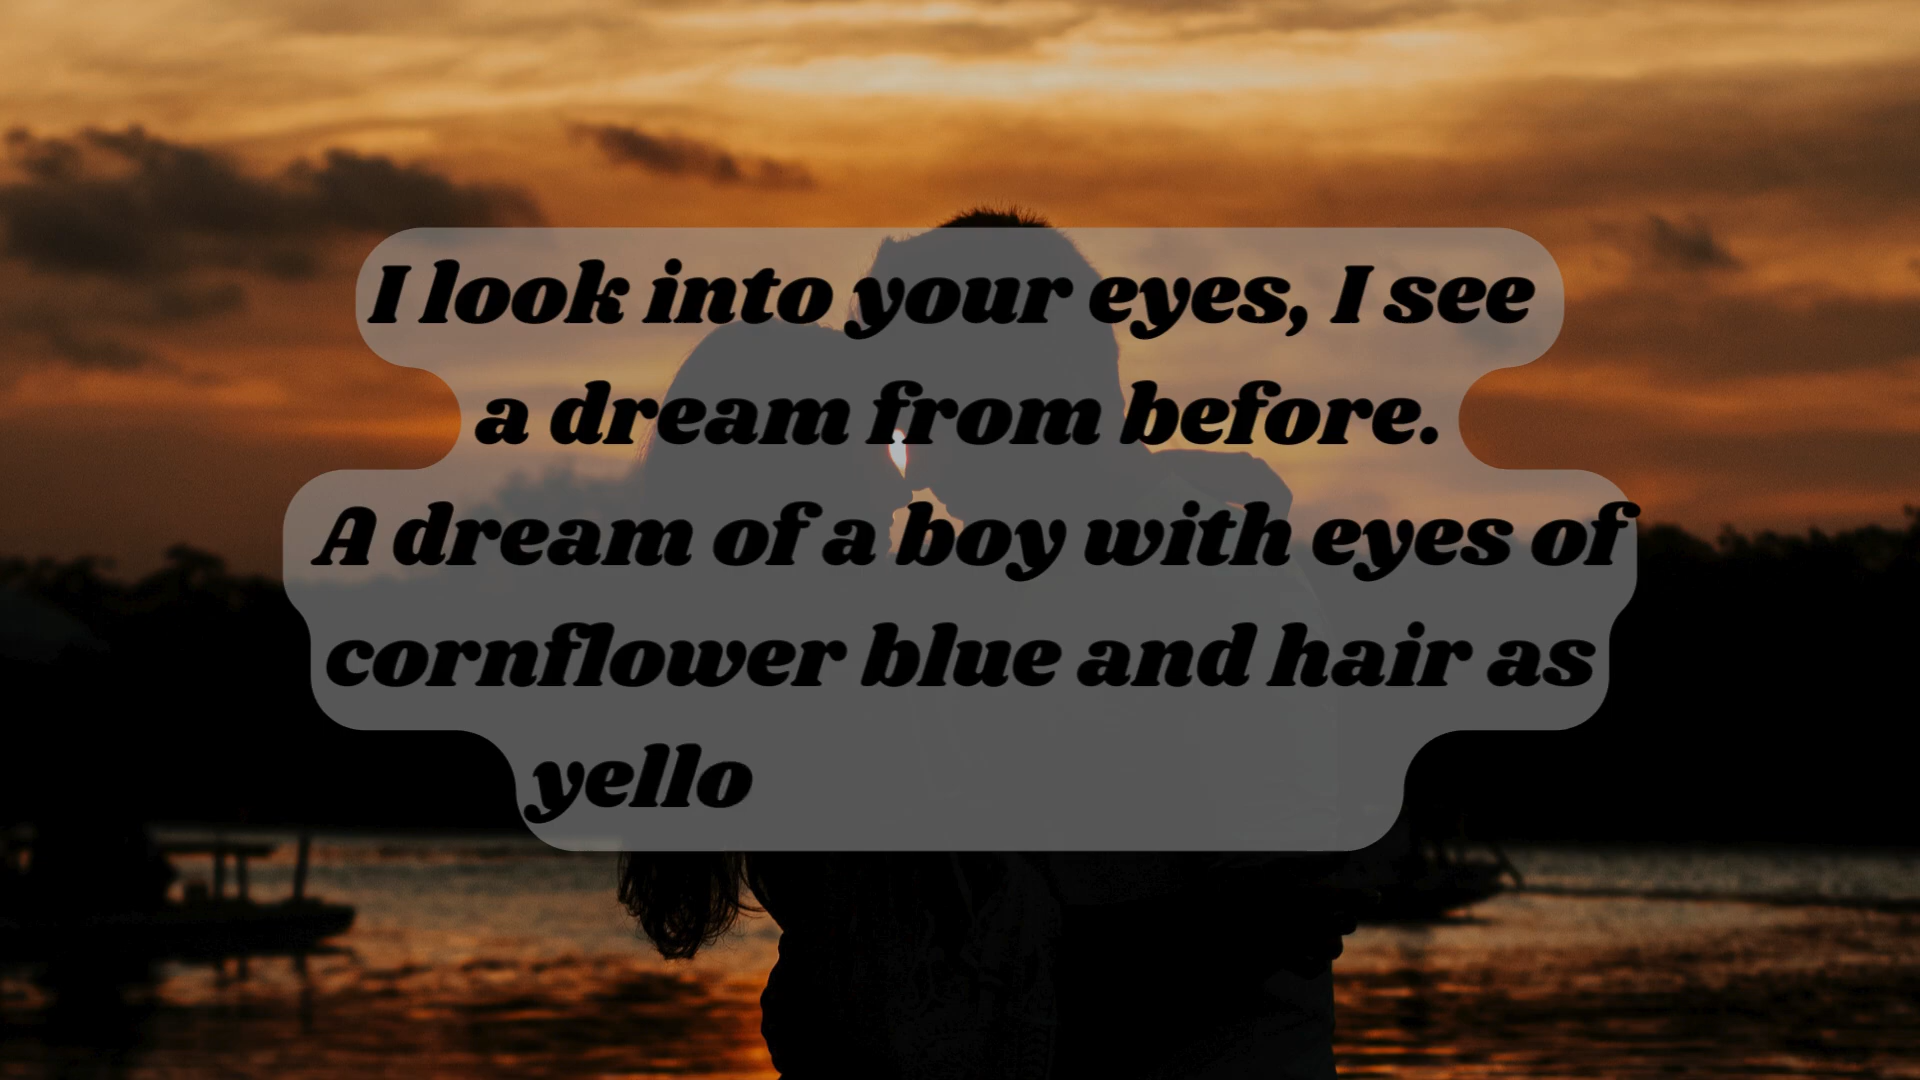 I look into your eyes, I see
a dream from before.
A dream of a boy with eyes of
cornflower blue and hair as
yello